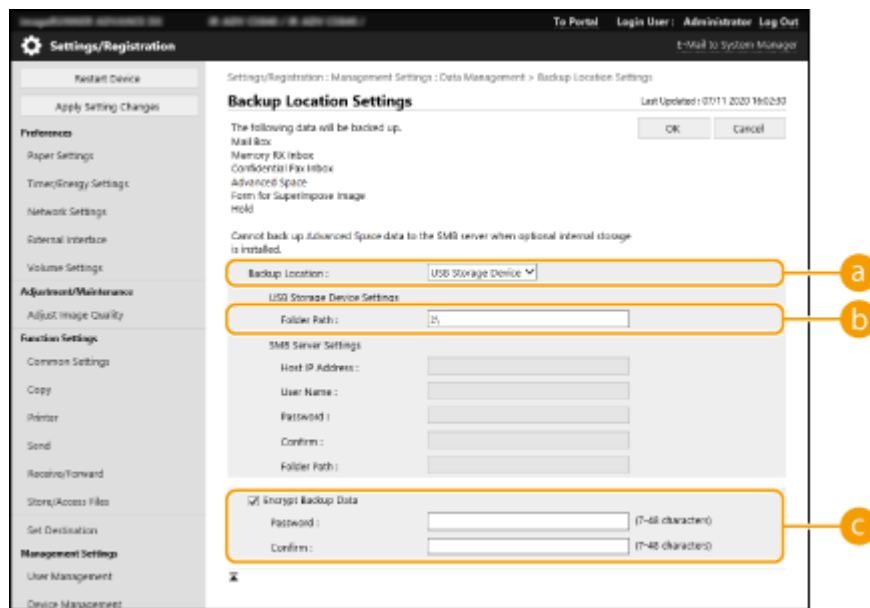 To Portal Login User : Administrator Log Out
Settings/Registration
E-Mail to System Manager
Restart Device
Apply Setting Changes
Preferences
Paper Settings
Timer/Energy Settings
Network Settings
External Interface
Volume Settings
Adjustment/Maintenance
Adjust Image Quality
Function Settings
Common Settings
Copy
Printer
Send
Receive/Forward
Store/Access Files
Set Destination
Management Settings
User Management
Device Management
Settings/Registration : Management Settings : Data Management > Backup Location Settings
Backup Location Settings
Last Updated : 07/11 2020 16:02:30
The following data will be backed up.
OK
Cancel
Mail Box
Memory RX Inbox
Confidential Fax Inbox
Advanced Space
Form for Superimpose Image
Hold
Cannot back up Advanced Space data to the SMB server when optional internal storage
is installed.
Backup Location :
USB Storage Device
a
USB Storage Device Settings
Folder Path :
b
SMB Server Settings
Host IP Address :
User Name :
Password :
Confirm :
Folder Path :
Encrypt Backup Data
Password :
(7-48 characters)
Confirm :
(7-48 characters)
c